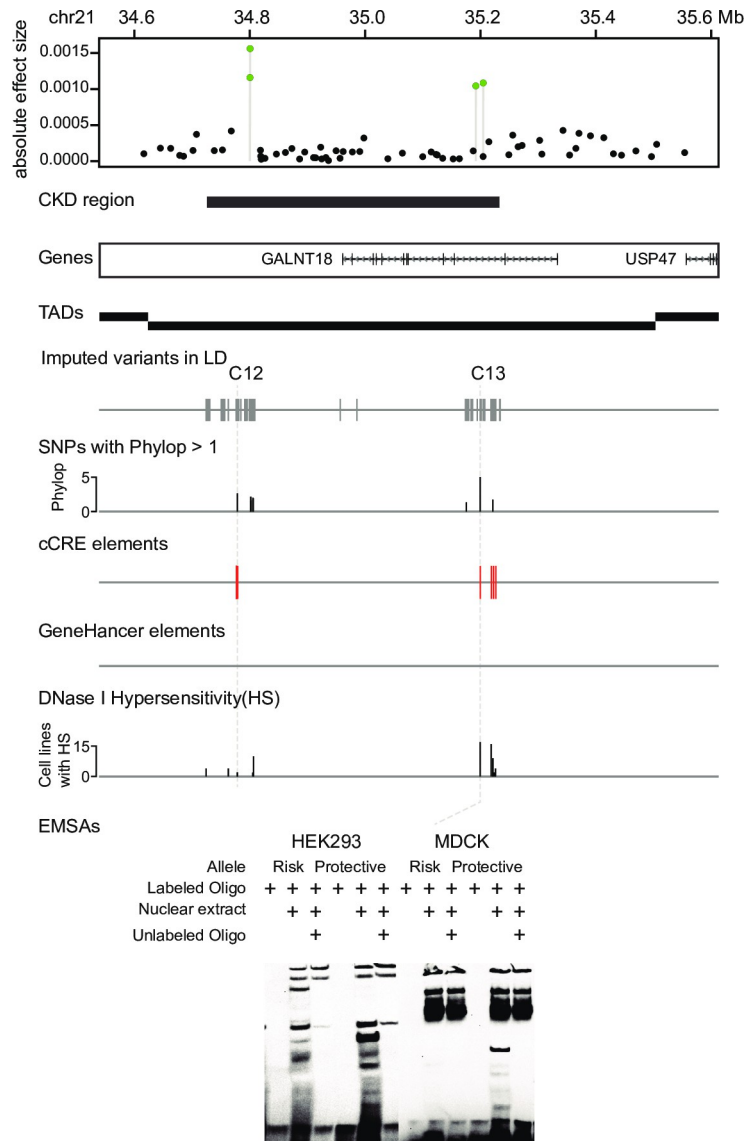 chr21 34.6 34.8 35.0 35.2 35.4 35.6 Mb
absolute effect size
0.0015
0.0010
0.0005
0.0000
CKD region
Genes GALNT18 USP47
TADs
Imputed variants in LD
C12 C13
SNPs with Phylop > 1
Phylop
5
0
cCRE elements
GeneHancer elements
DNase I Hypersensitivity(HS)
Cell lines
with HS
15
0
EMSAs
HEK293 MDCK
Allele Risk Protective Risk Protective
Labeled Oligo + + + + + + + + + + + +
Nuclear extract + + + + + + + +
Unlabeled Oligo + + + +